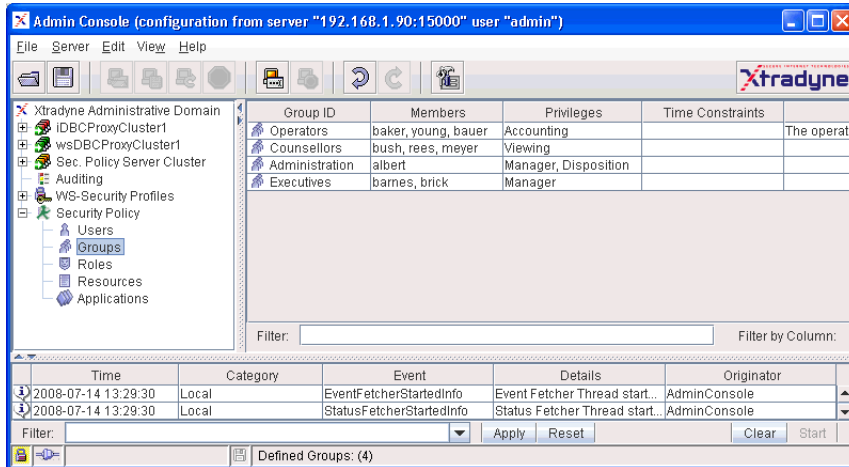 Admin Console (configuration from server "192.168.1.90:15000" user "admin")
File Server Edit View Help
Xtradyne
Xtradyne Administrative Domain
iDBCProxyCluster1
wsDBCProxyCluster1
Sec. Policy Server Cluster
Auditing
WS-Security Profiles
Security Policy
Users
Groups
Roles
Resources
Applications
Group ID Members Privileges Time Constraints
Operators baker, young, bauer Accounting The operat
Counsellors bush, rees, meyer Viewing
Administration albert Manager, Disposition
Executives barnes, brick Manager
Filter: Filter by Column:
Time Category Event Details Originator
2008-07-14 13:29:30 Local EventFetcherStartedInfo Event Fetcher Thread start... AdminConsole
2008-07-14 13:29:30 Local StatusFetcherStartedInfo Status Fetcher Thread start... AdminConsole
Filter: Apply Reset Clear Start
Defined Groups: (4)